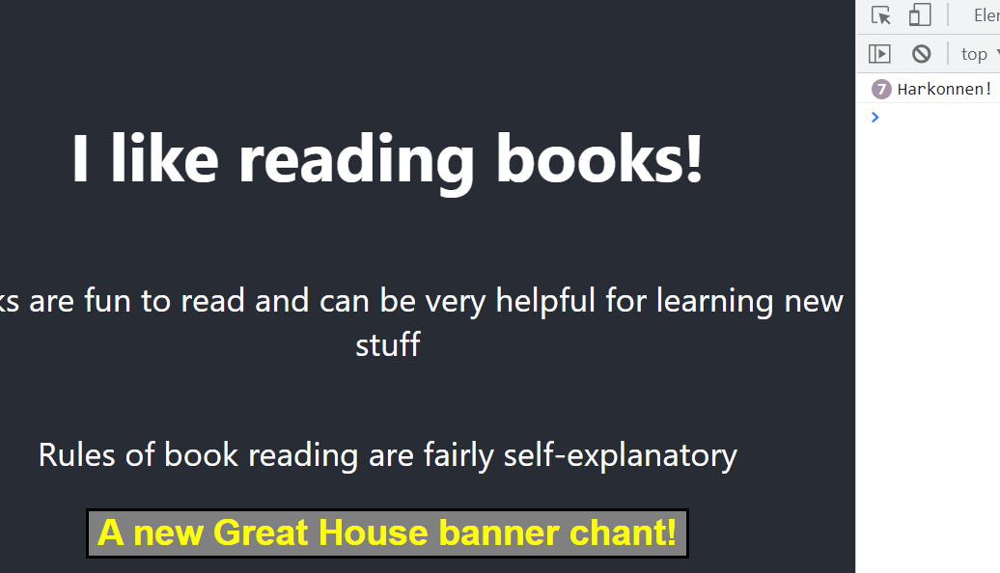 Eler
top
7 Harkonnen!
I like reading books!
ks are fun to read and can be very helpful for learning new
stuff
Rules of book reading are fairly self-explanatory
A new Great House banner chant!